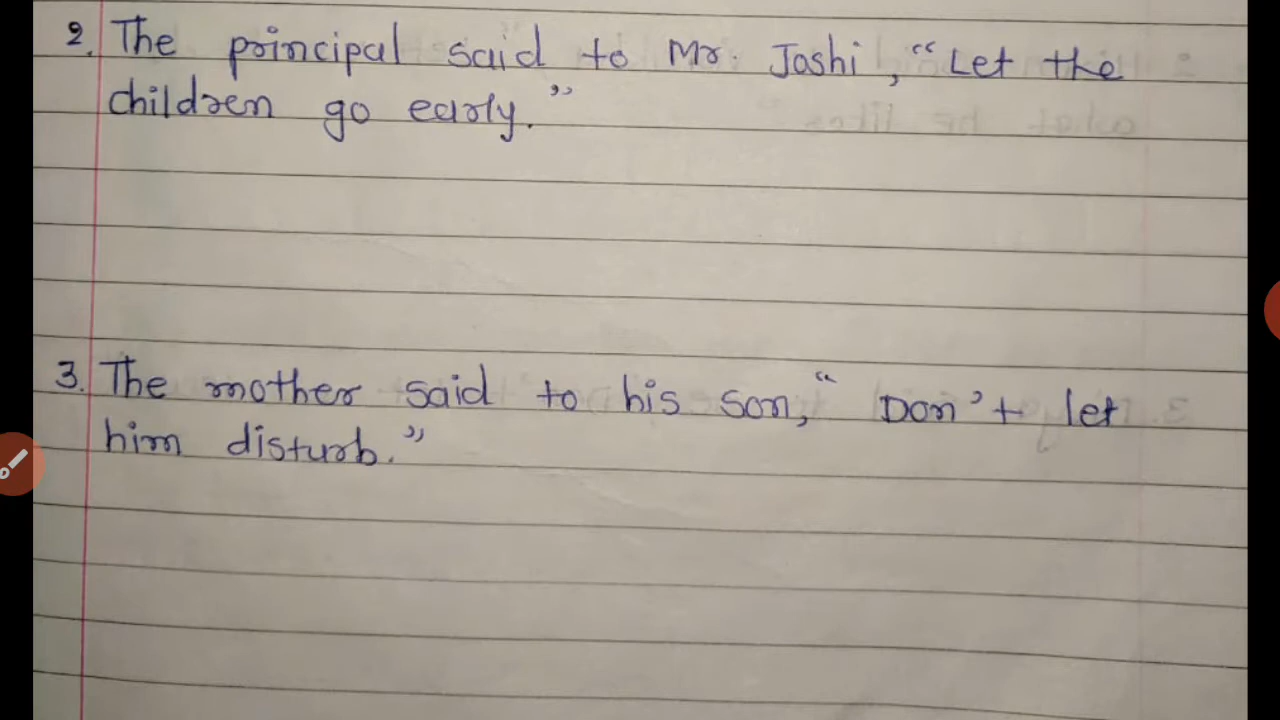 2. The principal said to Mr. Joshi, “Let the
children go early.”
3. The mother said to his son, “Don't let
him disturb.”